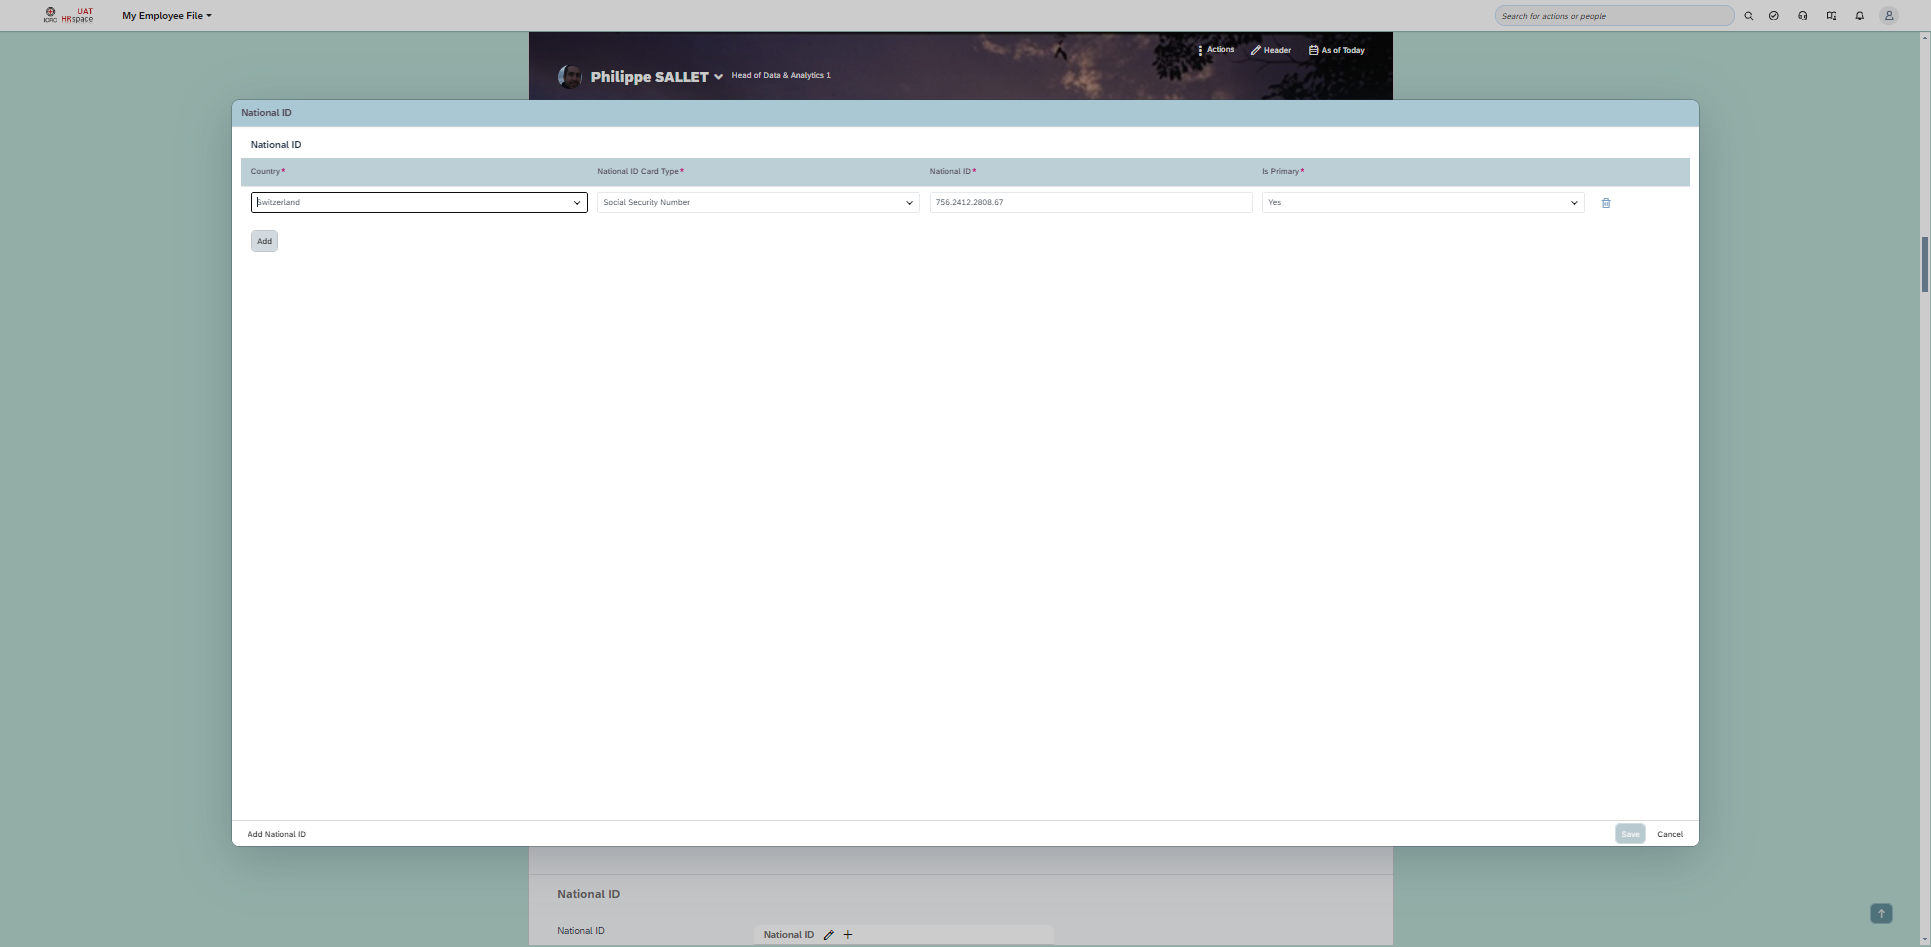 ICRC UAT HRspace My Employee File Search for actions or people
Actions Header As of Today
Philippe SALLET Head of Data & Analytics 1
National ID
National ID
Country* National ID Card Type* National ID* Is Primary*
Switzerland Social Security Number 756.2412.2808.67 Yes
Add
Add National ID Save Cancel
National ID
National ID National ID